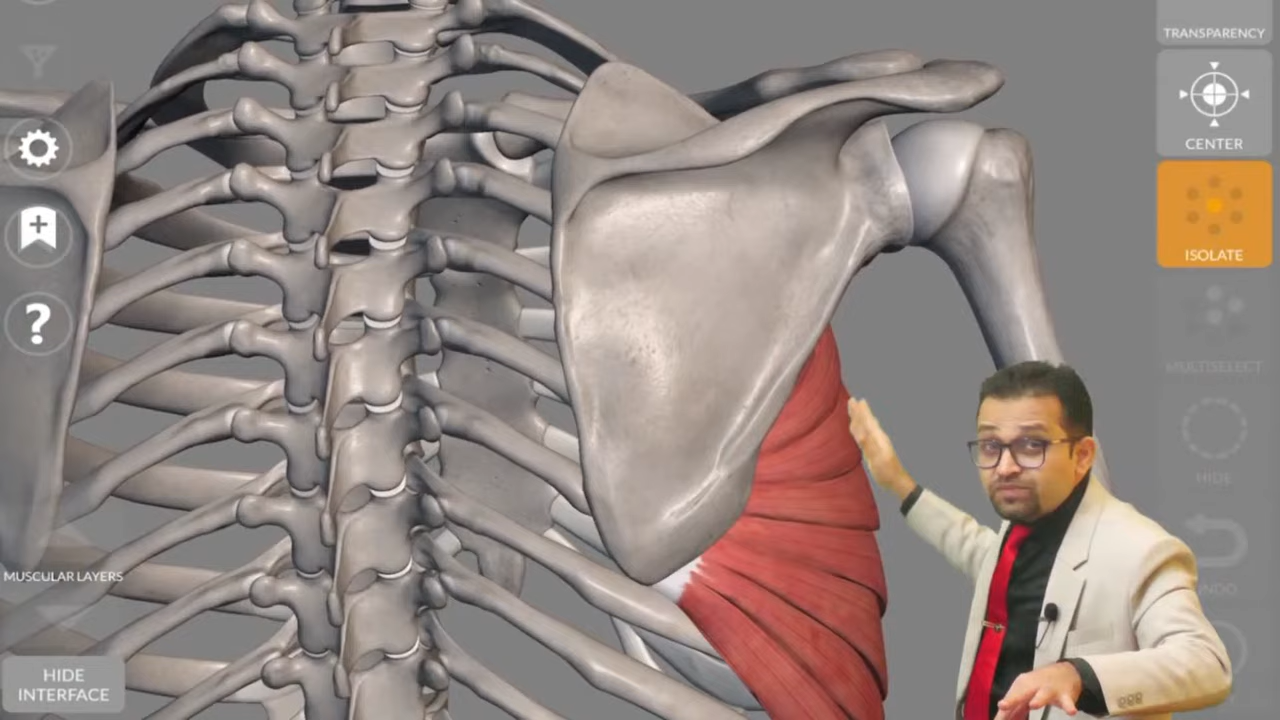 TRANSPARENCY
CENTER
ISOLATE
MULTISELECT
HIDE
MUSCULAR LAYERS
HIDE
INTERFACE